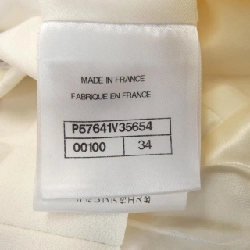 MADE IN FRANCE
FABRIQUE EN FRANCE
P57641V35654
00100 34